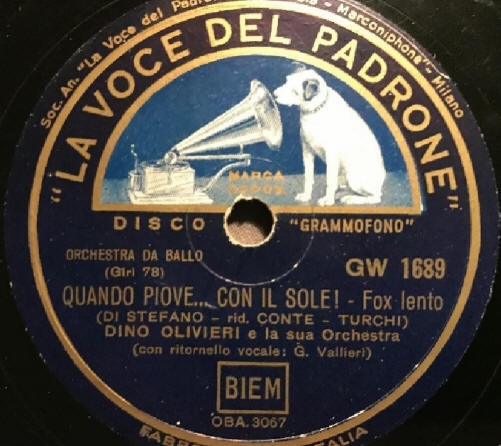 Soc. An. "La Voce del Padrone - Marconiphone" - Milano
"LA VOCE DEL PADRONE"
MARCA
DISCO "GRAMMOFONO"
ORCHESTRA DA BALLO
(Giri 78)
GW 1689
QUANDO PIOVE... CON IL SOLE! - Fox lento
(DI STEFANO - rid. CONTE - TURCHI)
DINO OLIVIERI e la sua Orchestra
(con ritornello vocale: G. Vallieri)
BIEM
OBA. 3067